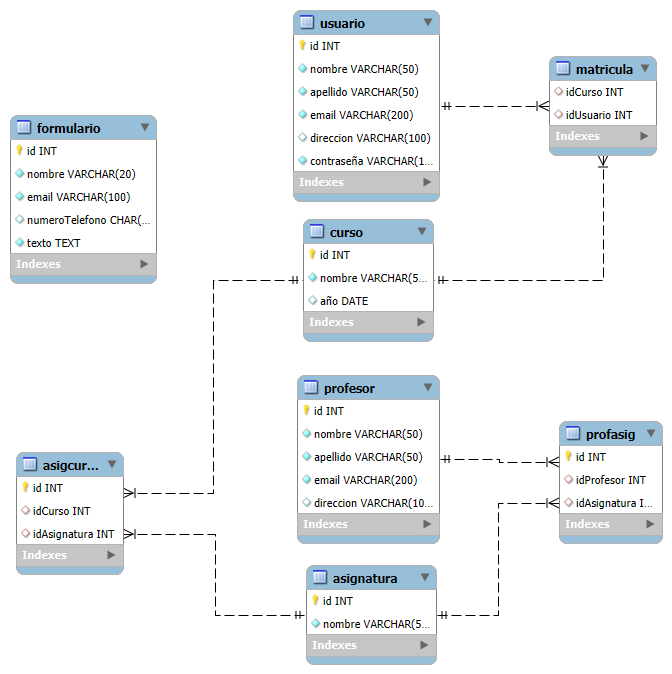 usuario
id INT
nombre VARCHAR(50)
apellido VARCHAR(50)
email VARCHAR(200)
direccion VARCHAR(100)
contraseña VARCHAR(1...
Indexes
matricula
idCurso INT
idUsuario INT
Indexes
formulario
id INT
nombre VARCHAR(20)
email VARCHAR(100)
numeroTelefono CHAR(...
texto TEXT
Indexes
curso
id INT
nombre VARCHAR(5...
año DATE
Indexes
profesor
id INT
nombre VARCHAR(50)
apellido VARCHAR(50)
email VARCHAR(200)
direccion VARCHAR(10...
Indexes
profasig
id INT
idProfesor INT
idAsignatura I...
Indexes
asigcur...
id INT
idCurso INT
idAsignatura INT
Indexes
asignatura
id INT
nombre VARCHAR(5...
Indexes